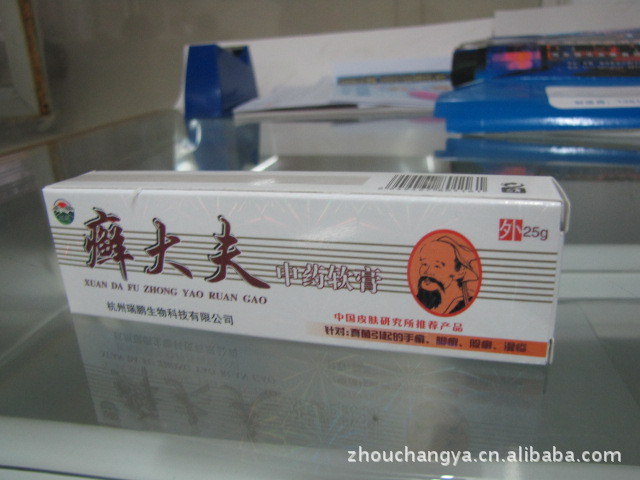 癣大夫 中药软膏
外 25g
XUAN DA FU ZHONG YAO RUAN GAO
杭州瑞鹏生物科技有限公司
中国皮肤研究所推荐产品
针对:真菌引起的手癣、脚癣、股癣、湿疹
zhouchangya.cn.alibaba.com